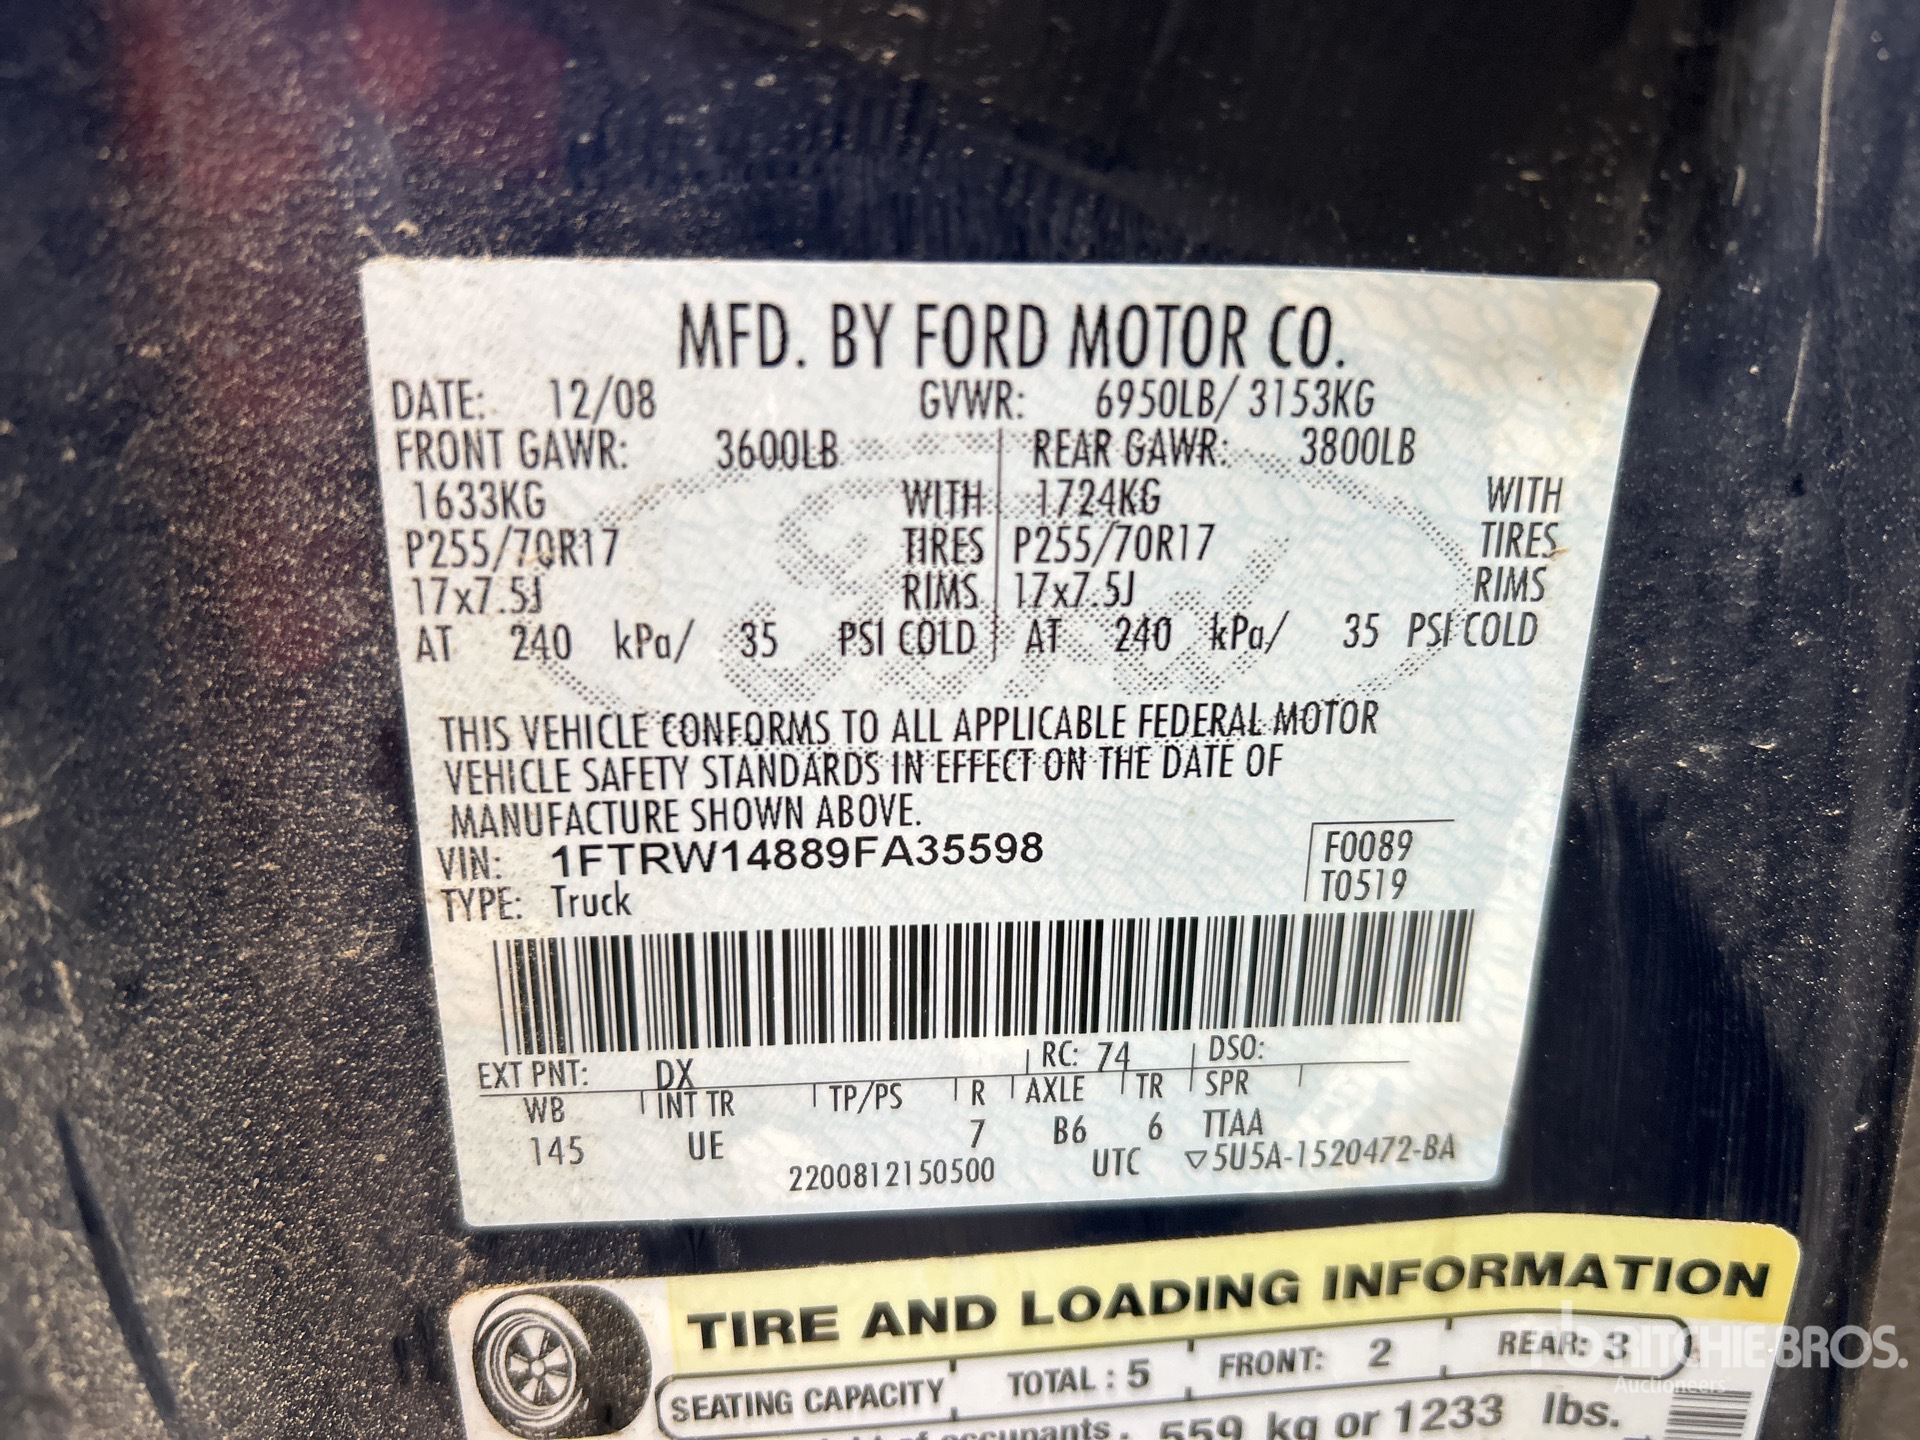 MFD. BY FORD MOTOR CO.
DATE: 12/08 GVWR: 6950LB/ 3153KG
FRONT GAWR: 3600LB REAR GAWR: 3800LB
1633KG WITH 1724KG WITH
P255/70R17 TIRES P255/70R17 TIRES
17x7.5J RIMS 17x7.5J RIMS
AT 240 kPa/ 35 PSI COLD AT 240 kPa/ 35 PSI COLD
THIS VEHICLE CONFORMS TO ALL APPLICABLE FEDERAL MOTOR
VEHICLE SAFETY STANDARDS IN EFFECT ON THE DATE OF
MANUFACTURE SHOWN ABOVE.
VIN: 1FTRW14889FA35598 F0089
TYPE: Truck T0519
EXT PNT: DX RC: 74 DSO:
WB INT TR TP/PS R AXLE TR SPR
145 UE 7 B6 6 TTAA
2200812150500 UTC ▽5U5A-1520472-BA
TIRE AND LOADING INFORMATION
SEATING CAPACITY TOTAL : 5 FRONT: 2 REAR: 3
of occupants 559 kg or 1233 lbs.
RITCHIE BROS.
Auctioneers